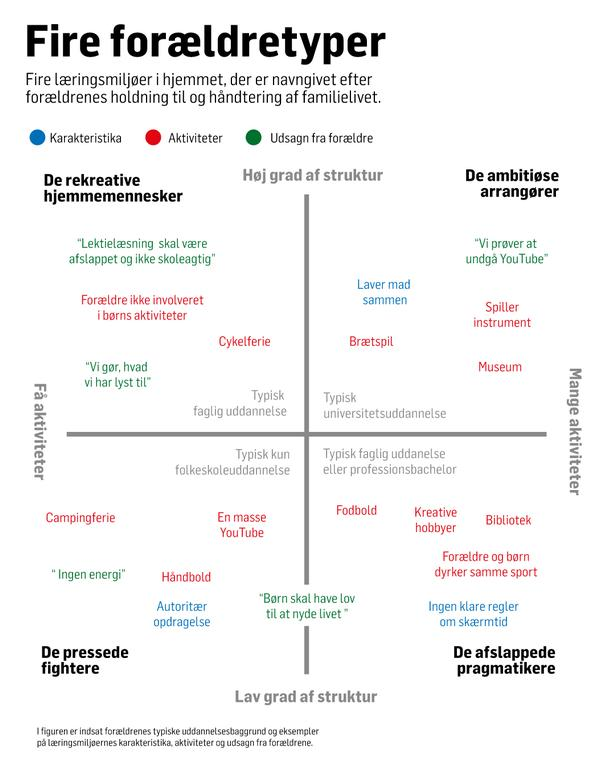 Fire forældretyper
Fire læringsmiljøer i hjemmet, der er navngivet efter
forældrenes holdning til og håndtering af familielivet.
Karakteristika
Aktiviteter
Udsagn fra forældre
De rekreative
hjemmemennesker
Høj grad af struktur
De ambitiøse
arrangører
“Lektielæsning skal være
afslappet og ikke skoleagtig”
“Vi prøver at
undgå YouTube”
Forældre ikke involveret
i børns aktiviteter
Laver mad
sammen
Spiller
instrument
Cykelferie
Brætspil
“Vi gør, hvad
vi har lyst til”
Museum
Få aktiviteter
Mange aktiviteter
Typisk
faglig uddannelse
Typisk
universitetsuddannelse
Typisk kun
folkeskoleuddannelse
Typisk faglig uddanelse
eller professionsbachelor
Campingferie
En masse
YouTube
Fodbold
Kreative
hobbyer
Bibliotek
“ Ingen energi”
Håndbold
Forældre og børn
dyrker samme sport
Autoritær
opdragelse
“Børn skal have lov
til at nyde livet ”
Ingen klare regler
om skærmtid
De pressede
fightere
De afslappede
pragmatikere
Lav grad af struktur
I figuren er indsat forældrenes typiske uddannelsesbaggrund og eksempler
på læringsmiljøernes karakteristika, aktiviteter og udsagn fra forældrene.